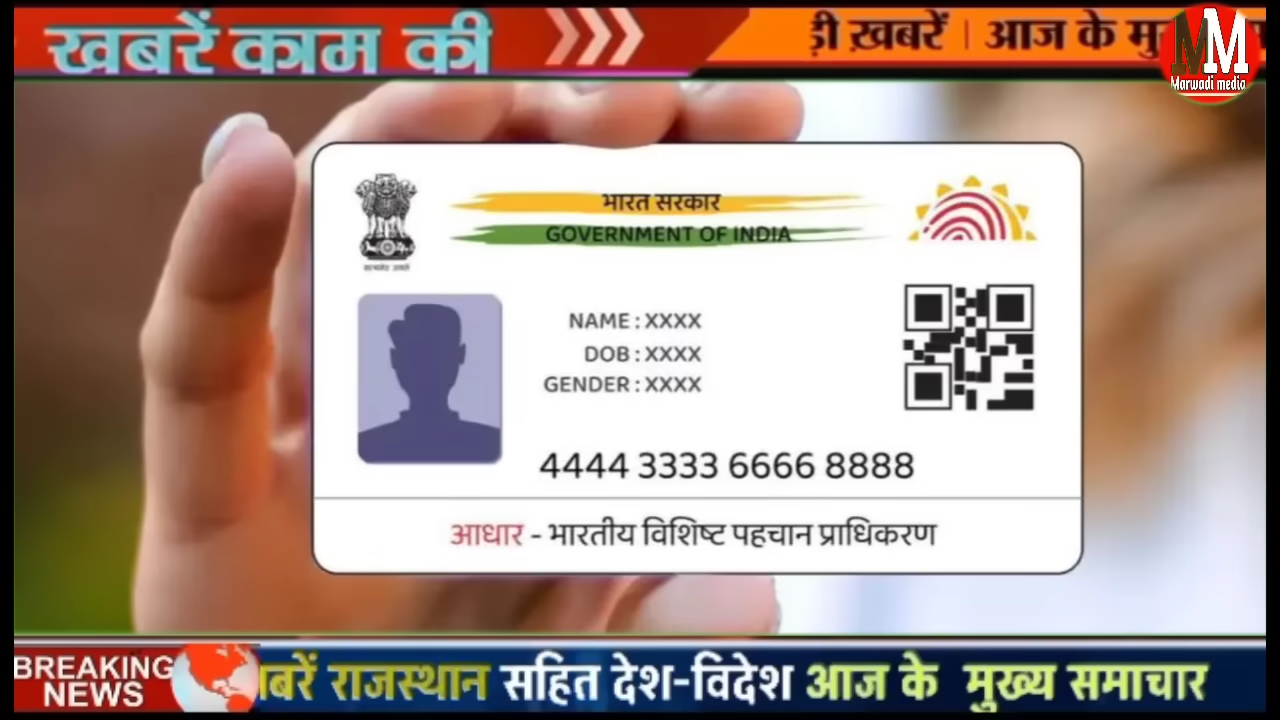 खबरें काम की
ड़ी ख़बरें | आज के
MM
Marwadi media
भारत सरकार
GOVERNMENT OF INDIA
NAME : XXXX
DOB : XXXX
GENDER : XXXX
4444 3333 6666 8888
आधार - भारतीय विशिष्ट पहचान प्राधिकरण
BREAKING
NEWS
बरें राजस्थान सहित देश-विदेश आज के मुख्य समाचार